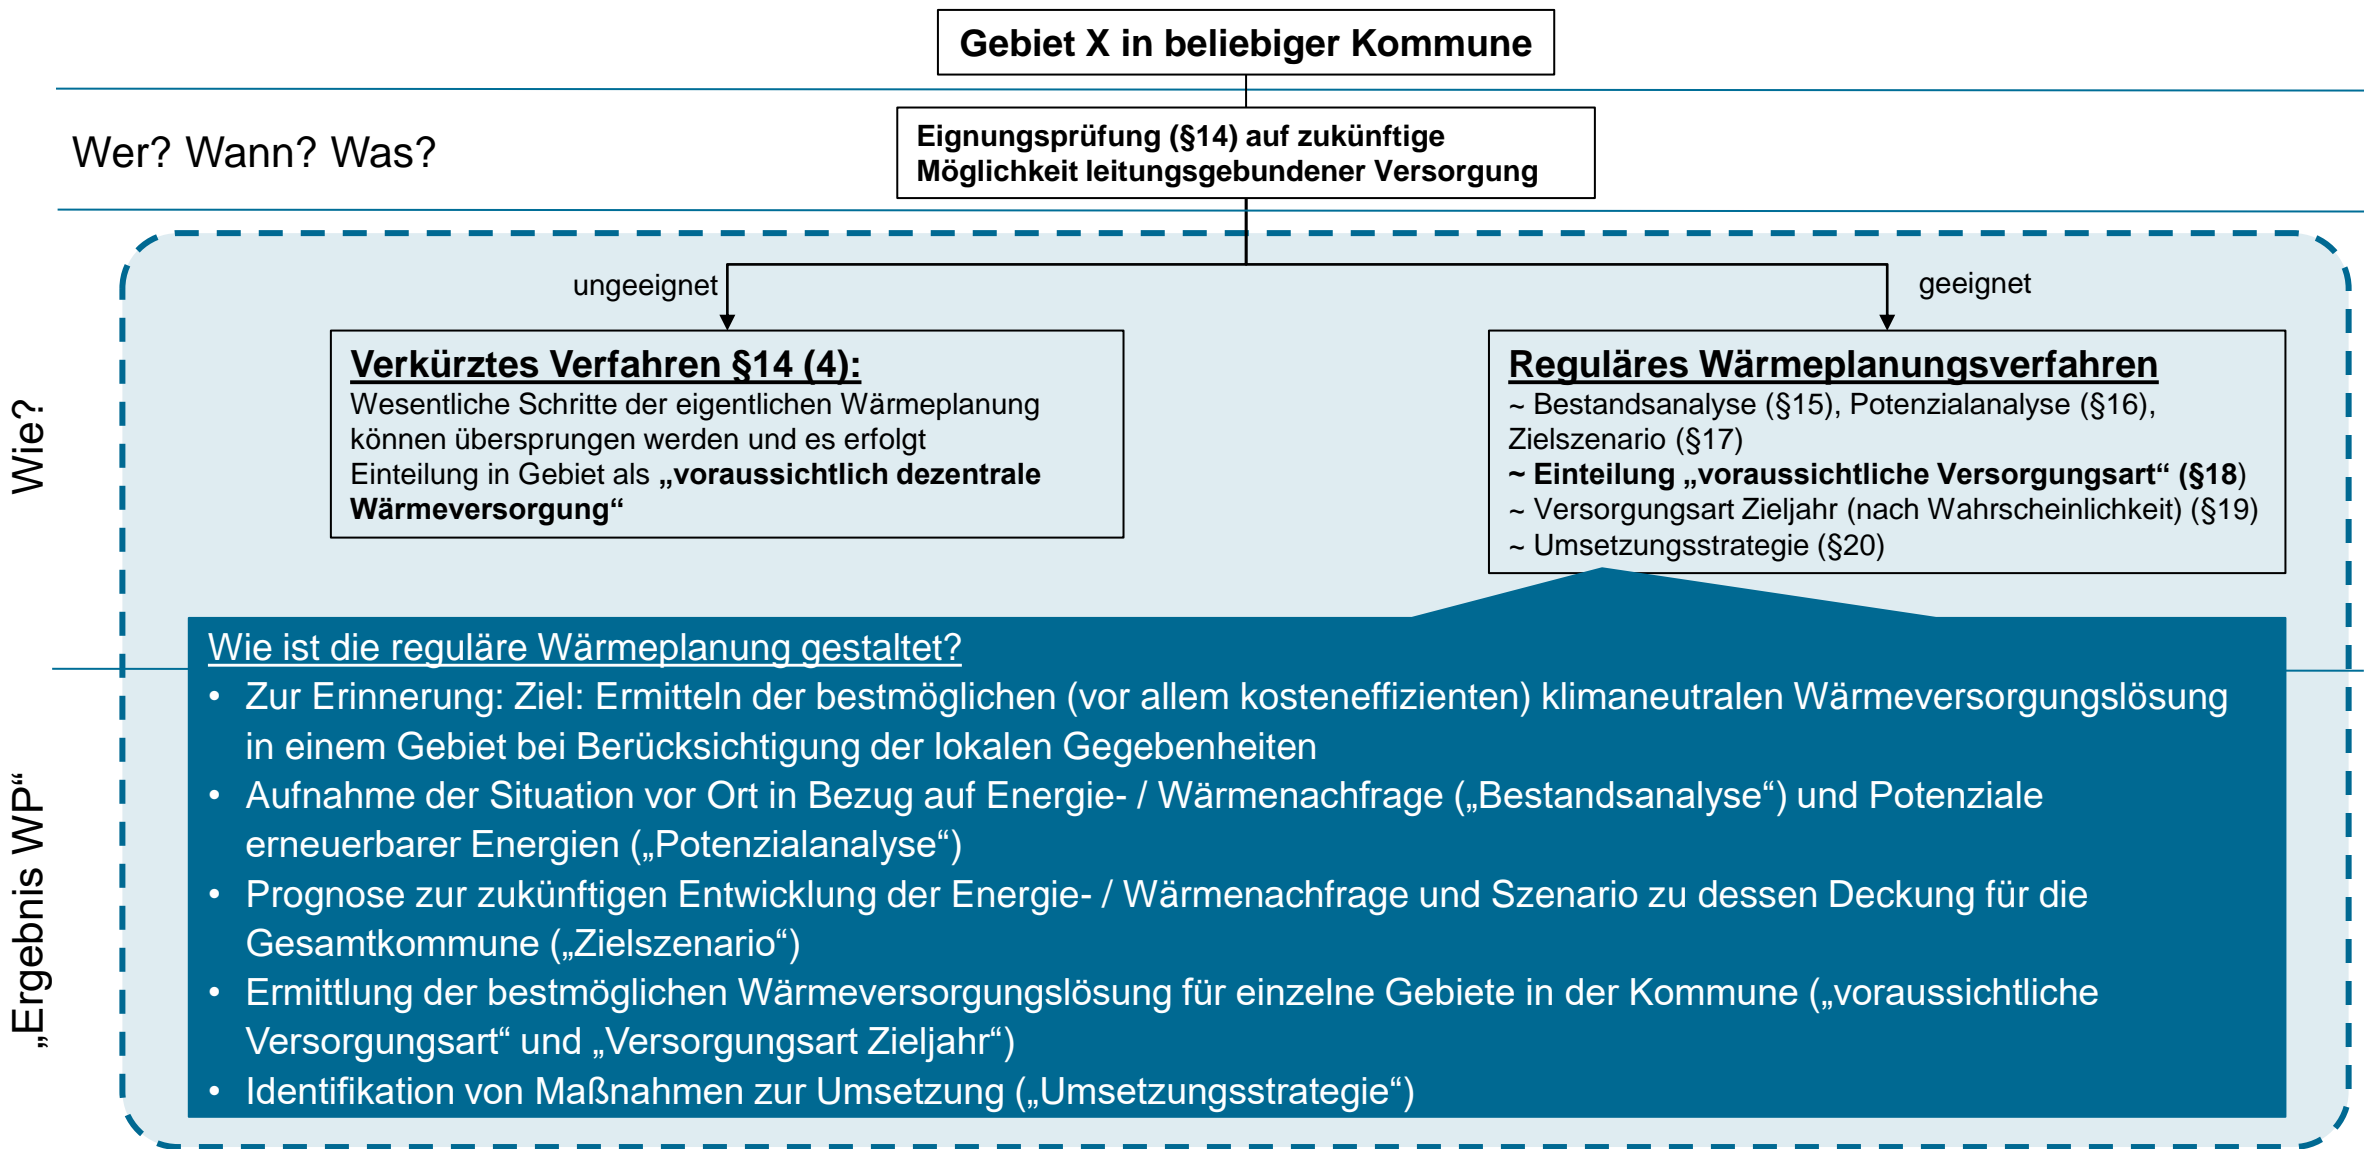 Gebiet X in beliebiger Kommune
Wer? Wann? Was?
Eignungsprüfung (§14) auf zukünftige
Möglichkeit leitungsgebundener Versorgung
Wie?
ungeeignet
geeignet
Verkürztes Verfahren §14 (4):
Wesentliche Schritte der eigentlichen Wärmeplanung
können übersprungen werden und es erfolgt
Einteilung in Gebiet als „voraussichtlich dezentrale
Wärmeversorgung“
Reguläres Wärmeplanungsverfahren
~ Bestandsanalyse (§15), Potenzialanalyse (§16),
Zielszenario (§17)
~ Einteilung „voraussichtliche Versorgungsart“ (§18)
~ Versorgungsart Zieljahr (nach Wahrscheinlichkeit) (§19)
~ Umsetzungsstrategie (§20)
„Ergebnis WP“
Wie ist die reguläre Wärmeplanung gestaltet?
• Zur Erinnerung: Ziel: Ermitteln der bestmöglichen (vor allem kosteneffizienten) klimaneutralen Wärmeversorgungslösung
in einem Gebiet bei Berücksichtigung der lokalen Gegebenheiten
• Aufnahme der Situation vor Ort in Bezug auf Energie- / Wärmenachfrage („Bestandsanalyse“) und Potenziale
erneuerbarer Energien („Potenzialanalyse“)
• Prognose zur zukünftigen Entwicklung der Energie- / Wärmenachfrage und Szenario zu dessen Deckung für die
Gesamtkommune („Zielszenario“)
• Ermittlung der bestmöglichen Wärmeversorgungslösung für einzelne Gebiete in der Kommune („voraussichtliche
Versorgungsart“ und „Versorgungsart Zieljahr“)
• Identifikation von Maßnahmen zur Umsetzung („Umsetzungsstrategie“)